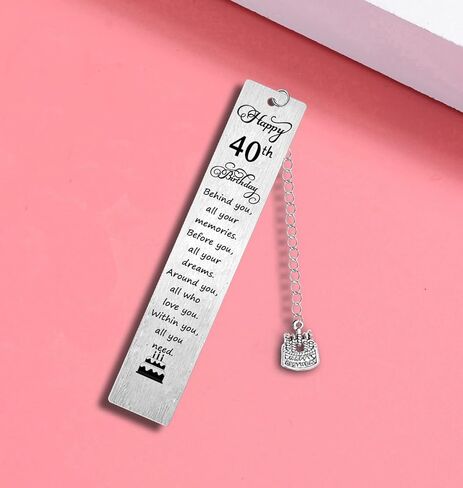 Happy
40th
Birthday
Behind you,
all your
memories.
Before you,
all your
dreams.
Around you,
all who
love you.
Within you,
all you
need.